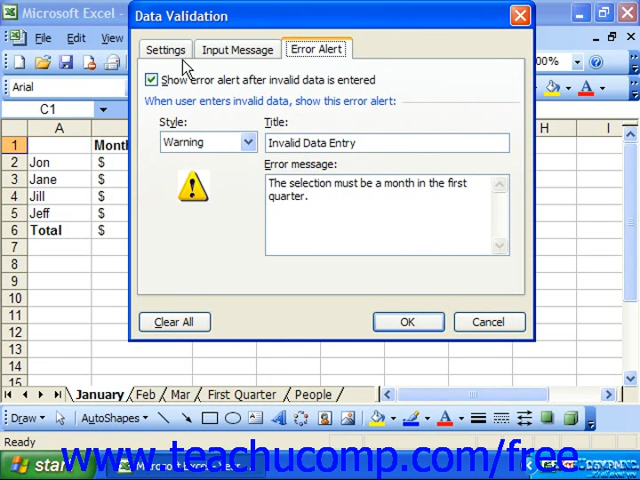 Microsoft Excel -
Data Validation
File Edit View
Settings Input Message Error Alert
Show error alert after invalid data is entered
When user enters invalid data, show this error alert:
Style: Title:
Warning Invalid Data Entry
Error message:
The selection must be a month in the first
quarter.
Clear All OK Cancel
00%
Arial
C1
A H I
1 Month
2 Jon $
3 Jane $
4 Jill $
5 Jeff $
6 Total $
7
8
9
10
11
12
13
14
15
January Feb Mar First Quarter People
Draw AutoShapes
Ready
start Microsoft Excel -
www.teachucomp.com/free